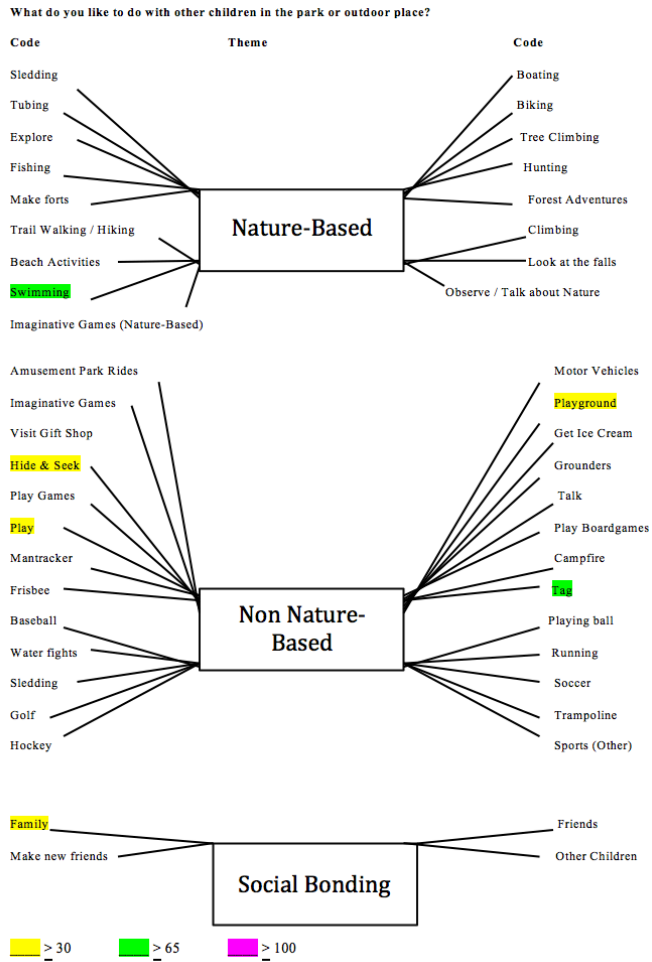 What do you like to do with other children in the park or outdoor place?
Code Theme Code
Sledding Boating
Tubing Biking
Explore Tree Climbing
Fishing Hunting
Make forts Forest Adventures
Nature-Based
Trail Walking / Hiking Climbing
Beach Activities Look at the falls
Swimming Observe / Talk about Nature
Imaginative Games (Nature-Based)
Amusement Park Rides Motor Vehicles
Imaginative Games Playground
Visit Gift Shop Get Ice Cream
Hide & Seek Grounders
Play Games Talk
Play Play Boardgames
Mantracker Campfire
Frisbee Tag
Non Nature-
Based
Baseball Playing ball
Water fights Running
Sledding Soccer
Golf Trampoline
Hockey Sports (Other)
Family Friends
Make new friends Other Children
Social Bonding
≥ 30 ≥ 65 ≥ 100